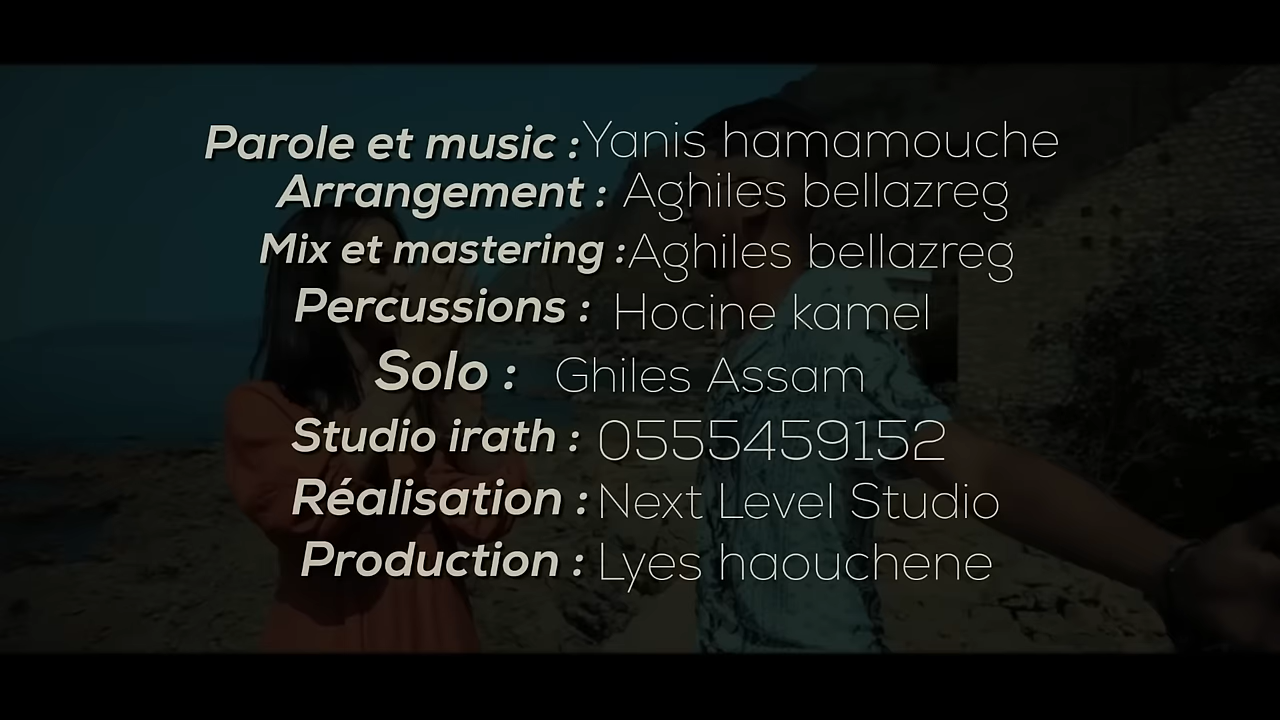 Parole et music : Yanis hamamouche
Arrangement : Aghiles bellazreg
Mix et mastering : Aghiles bellazreg
Percussions : Hocine kamel
Solo : Ghiles Assam
Studio irath : 0555459152
Réalisation : Next Level Studio
Production : Lyes haouchene